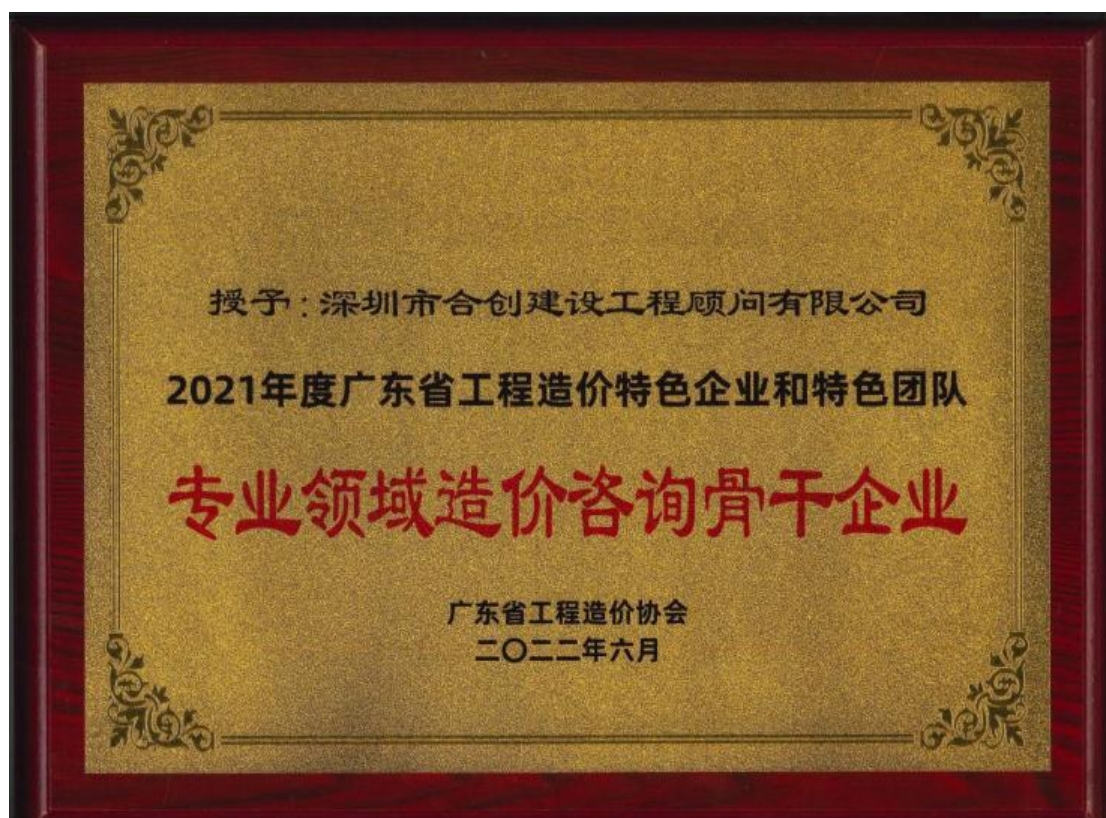 授予:深圳市合创建设工程顾问有限公司
2021年度广东省工程造价特色企业和特色团队
专业领域造价咨询骨干企业
广东省工程造价协会
二〇二二年六月